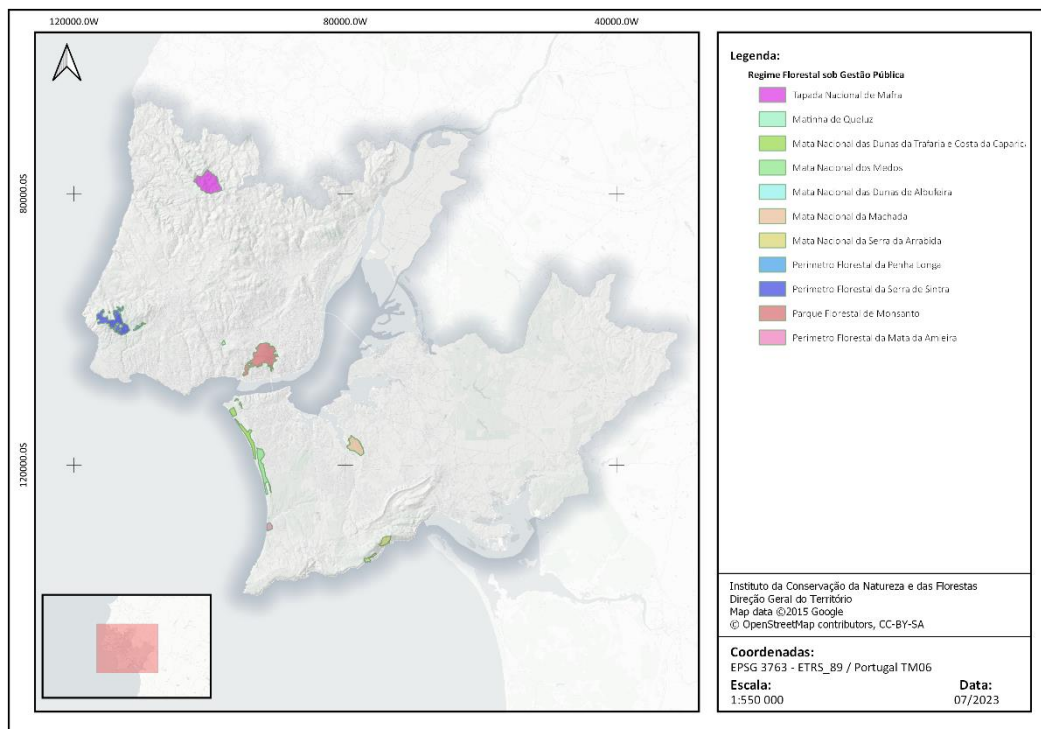 120000.0W
80000.0W
40000.0W
80000.0S
120000.0S
Legenda:
Regime Florestal sob Gestão Pública
Tapada Nacional de Mafra
Matinha de Queluz
Mata Nacional das Dunas da Trafaria e Costa da Caparica
Mata Nacional dos Medos
Mata Nacional das Dunas de Albufeira
Mata Nacional da Machada
Mata Nacional da Serra da Arrabida
Perimetro Florestal da Penha Longa
Perimetro Florestal da Serra de Sintra
Parque Florestal de Monsanto
Perimetro Florestal da Mata da Amieira
Instituto da Conservação da Natureza e das Florestas
Direção Geral do Território
Map data ©2015 Google
© OpenStreetMap contributors, CC-BY-SA
Coordenadas:
EPSG 3763 - ETRS_89 / Portugal TM06
Escala:
1:550 000
Data:
07/2023